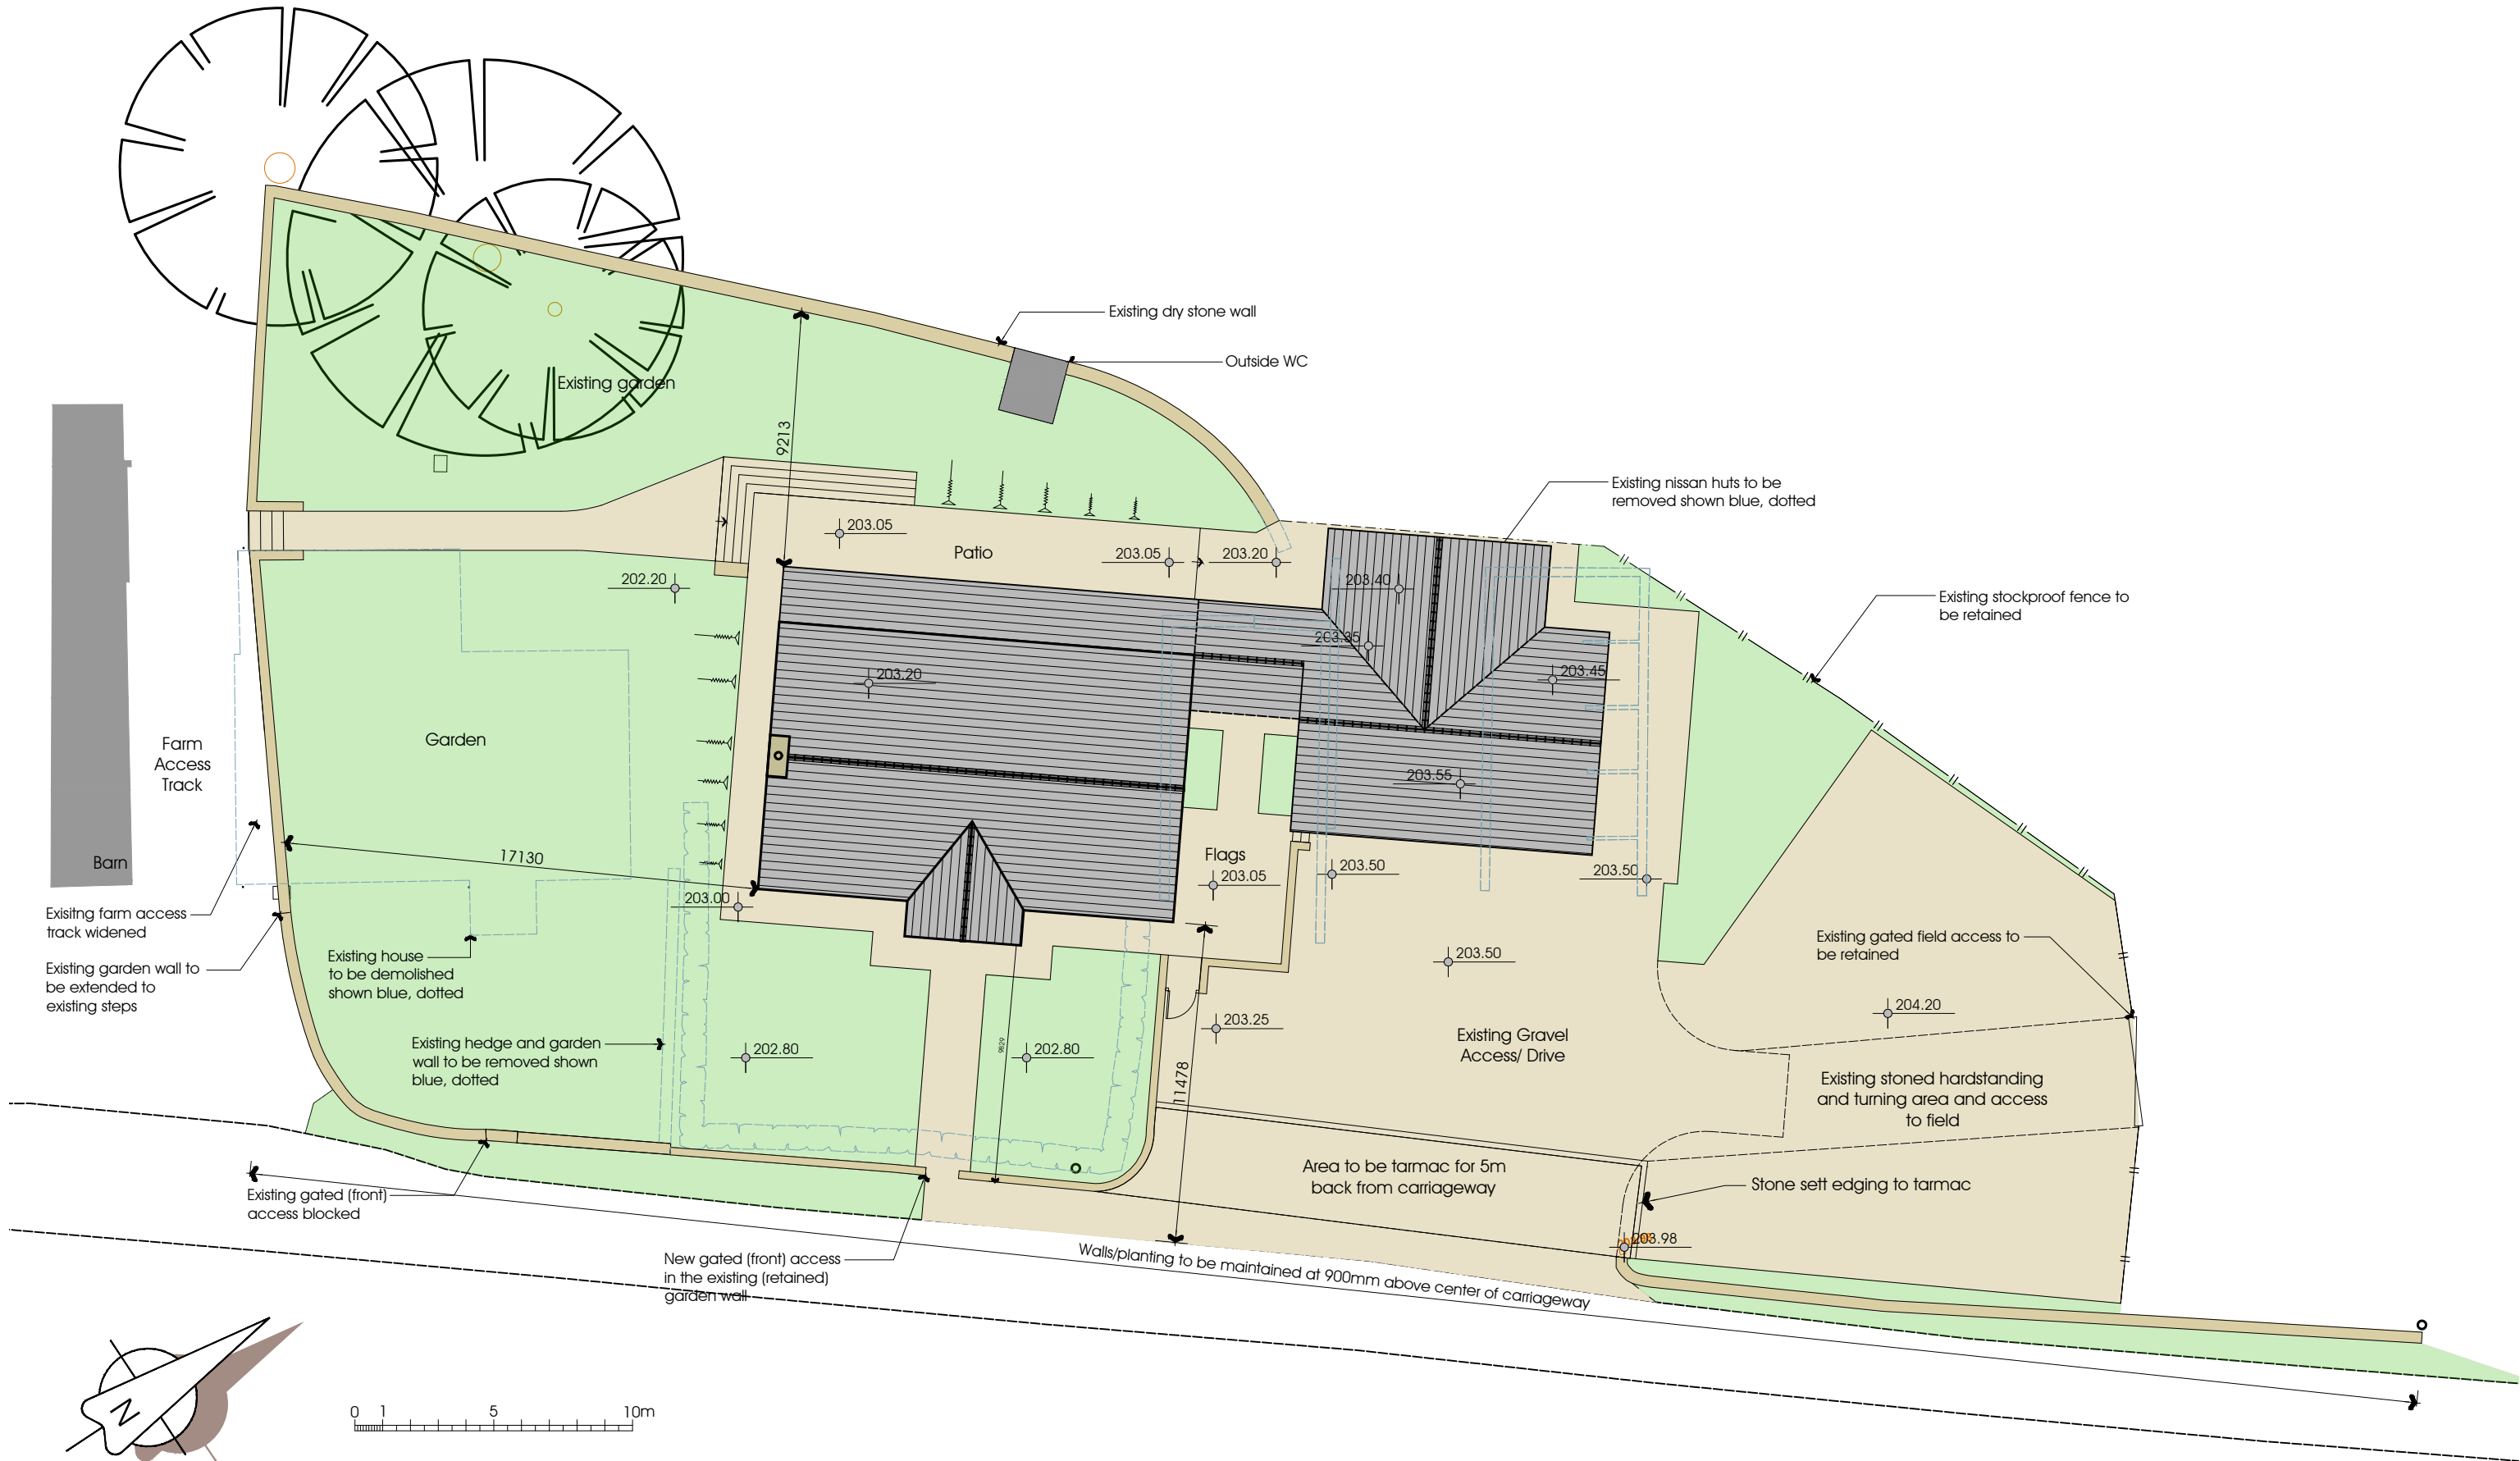 Existing dry stone wall
Outside WC
Existing garden
9213
Existing nissan huts to be
removed shown blue, dotted
203.05
Patio
203.05
203.20
203.40
202.20
203.35
Existing stockproof fence to
be retained
203.20
203.45
Garden
Farm
Access
Track
203.55
Barn
17130
Flags
203.05
203.50
203.50
203.00
Exisitng farm access
track widened
Existing garden wall to
be extended to
existing steps
Existing house
to be demolished
shown blue, dotted
Existing gated field access to
be retained
203.50
204.20
203.25
Existing hedge and garden
wall to be removed shown
blue, dotted
202.80
9829
202.80
11478
Existing Gravel
Access/ Drive
Existing stoned hardstanding
and turning area and access
to field
Area to be tarmac for 5m
back from carriageway
Stone sett edging to tarmac
Existing gated (front)
access blocked
203.98
New gated (front) access
in the existing (retained)
garden wall
Walls/planting to be maintained at 900mm above center of carriageway
N
0 1 5 10m